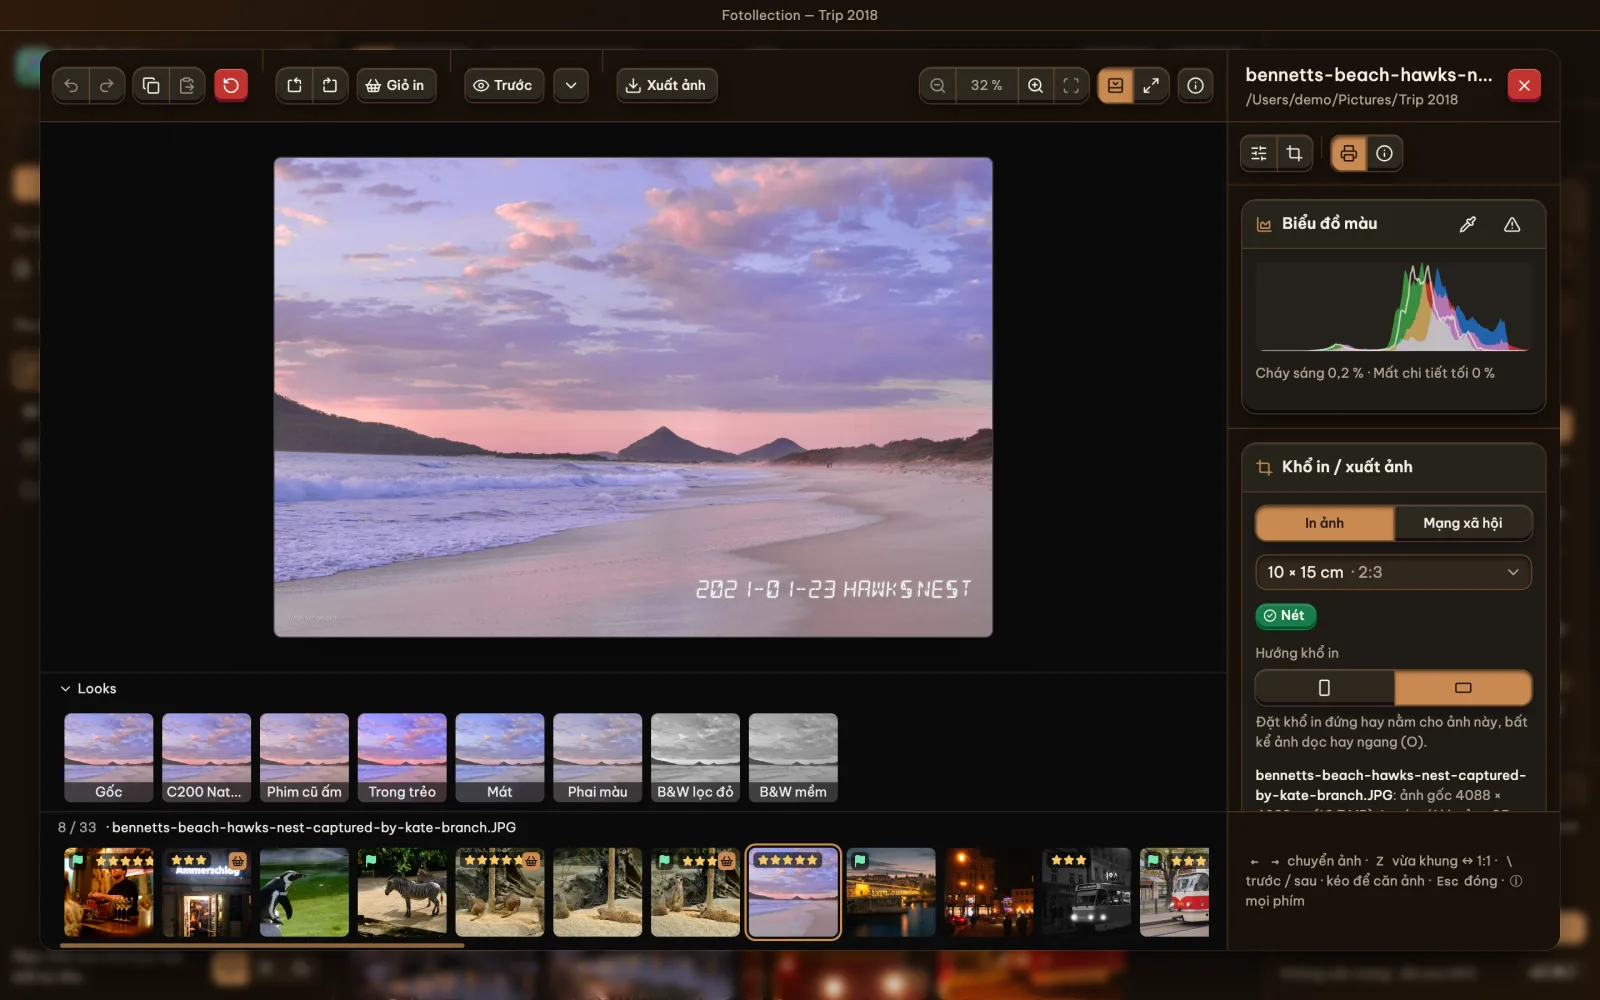 Fotollection — Trip 2018
Giỏ in
Trước
Xuất ảnh
32 %
bennetts-beach-hawks-n...
/Users/demo/Pictures/Trip 2018
Biểu đồ màu
Cháy sáng 0,2 % · Mất chi tiết tối 0 %
Khổ in / xuất ảnh
In ảnh
Mạng xã hội
10 × 15 cm · 2:3
Nét
Hướng khổ in
Đặt khổ in đứng hay nằm cho ảnh này, bất
kể ảnh dọc hay ngang (O).
bennetts-beach-hawks-nest-captured-
by-kate-branch.JPG: ảnh gốc 4088 ×
2021-01-23 HAWKS NEST
Looks
Gốc
C200 Nat...
Phim cũ ấm
Trong trẻo
Mát
Phai màu
B&W lọc đỏ
B&W mềm
8 / 33 · bennetts-beach-hawks-nest-captured-by-kate-branch.JPG
Ammerschlag
← → chuyển ảnh · Z vừa khung ↔ 1:1 · \
trước / sau · kéo để căn ảnh · Esc đóng · ⓘ
mọi phím